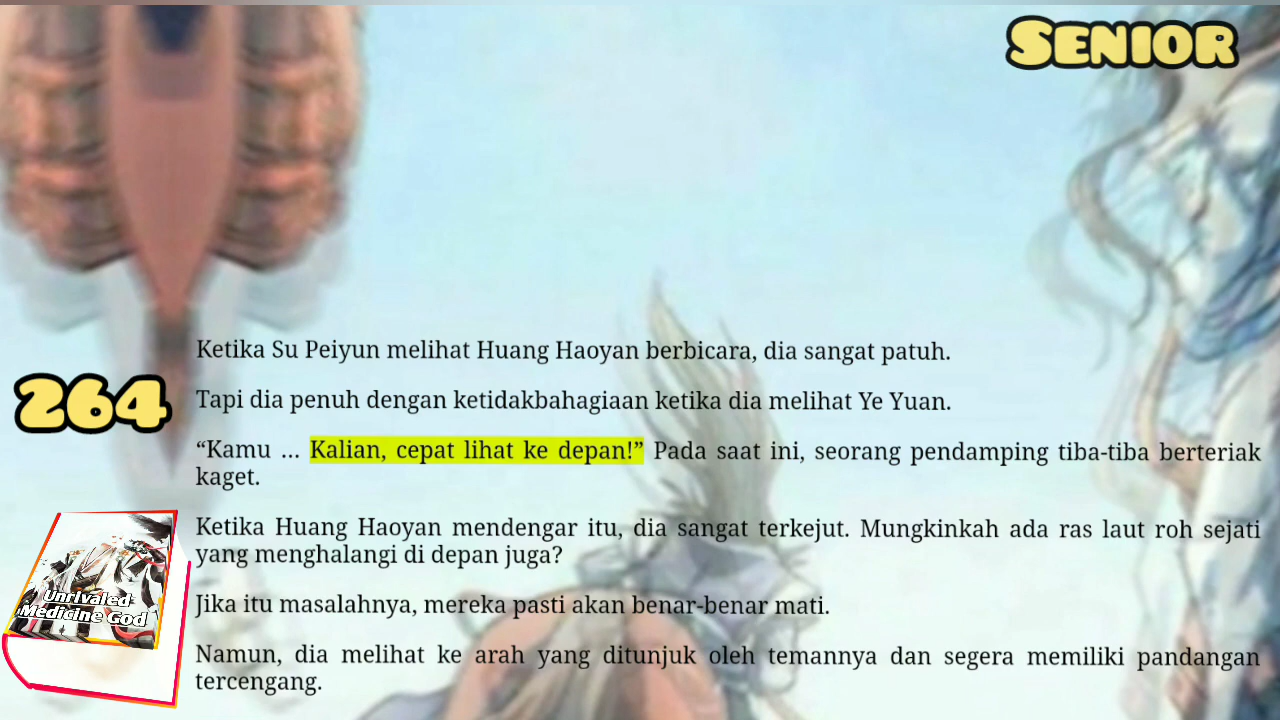 SENIOR
Ketika Su Peiyun melihat Huang Haoyan berbicara, dia sangat patuh.
264
Tapi dia penuh dengan ketidakbahagiaan ketika dia melihat Ye Yuan.
“Kamu ... Kalian, cepat lihat ke depan!” Pada saat ini, seorang pendamping tiba-tiba berteriak
kaget.
Ketika Huang Haoyan mendengar itu, dia sangat terkejut. Mungkinkah ada ras laut roh sejati
yang menghalangi di depan juga?
Unrivaled
Medicine God
Jika itu masalahnya, mereka pasti akan benar-benar mati.
Namun, dia melihat ke arah yang ditunjuk oleh temannya dan segera memiliki pandangan
tercengang.